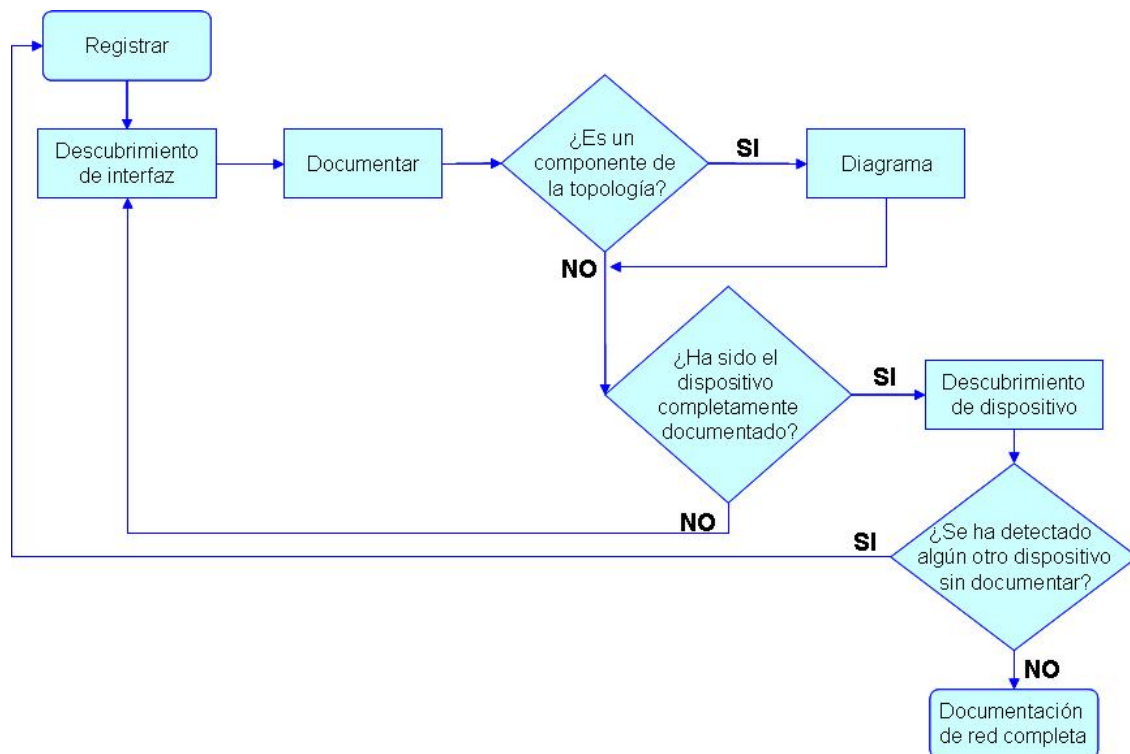 Registrar
Descubrimiento
de interfaz
Documentar
¿Es un
componente de
la topología?
SI
Diagrama
NO
¿Ha sido el
dispositivo
completamente
documentado?
SI
Descubrimiento
de dispositivo
NO
SI
¿Se ha detectado
algún otro dispositivo
sin documentar?
NO
Documentación
de red completa